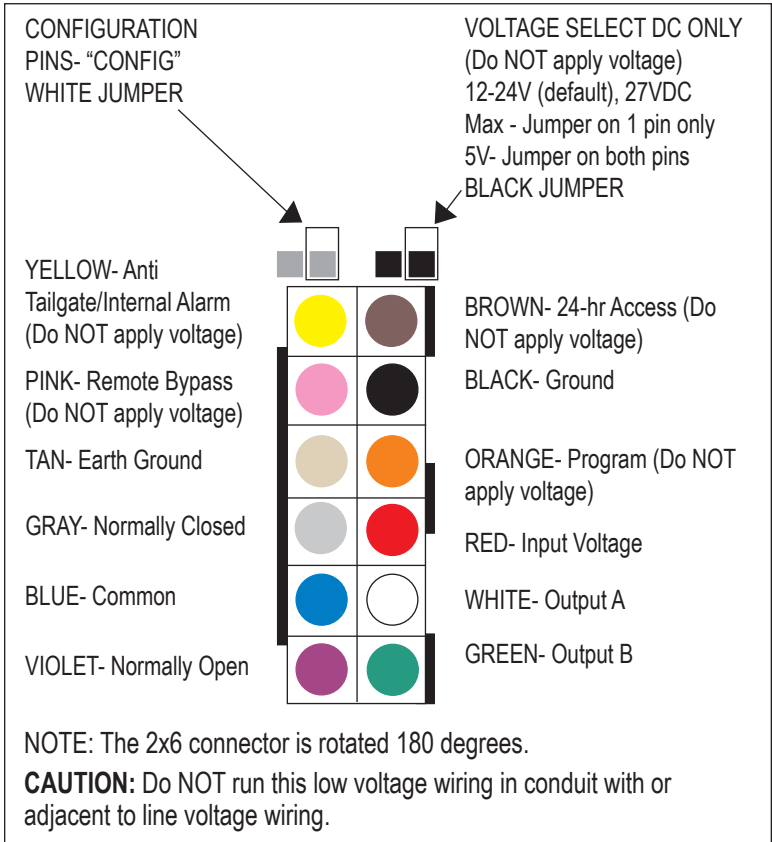 CONFIGURATION
PINS- “CONFIG”
WHITE JUMPER
VOLTAGE SELECT DC ONLY
(Do NOT apply voltage)
12-24V (default), 27VDC
Max - Jumper on 1 pin only
5V- Jumper on both pins
BLACK JUMPER
YELLOW- Anti
Tailgate/Internal Alarm
(Do NOT apply voltage)
PINK- Remote Bypass
(Do NOT apply voltage)
TAN- Earth Ground
GRAY- Normally Closed
BLUE- Common
VIOLET- Normally Open
BROWN- 24-hr Access (Do
NOT apply voltage)
BLACK- Ground
ORANGE- Program (Do NOT
apply voltage)
RED- Input Voltage
WHITE- Output A
GREEN- Output B
NOTE: The 2x6 connector is rotated 180 degrees.
CAUTION: Do NOT run this low voltage wiring in conduit with or
adjacent to line voltage wiring.